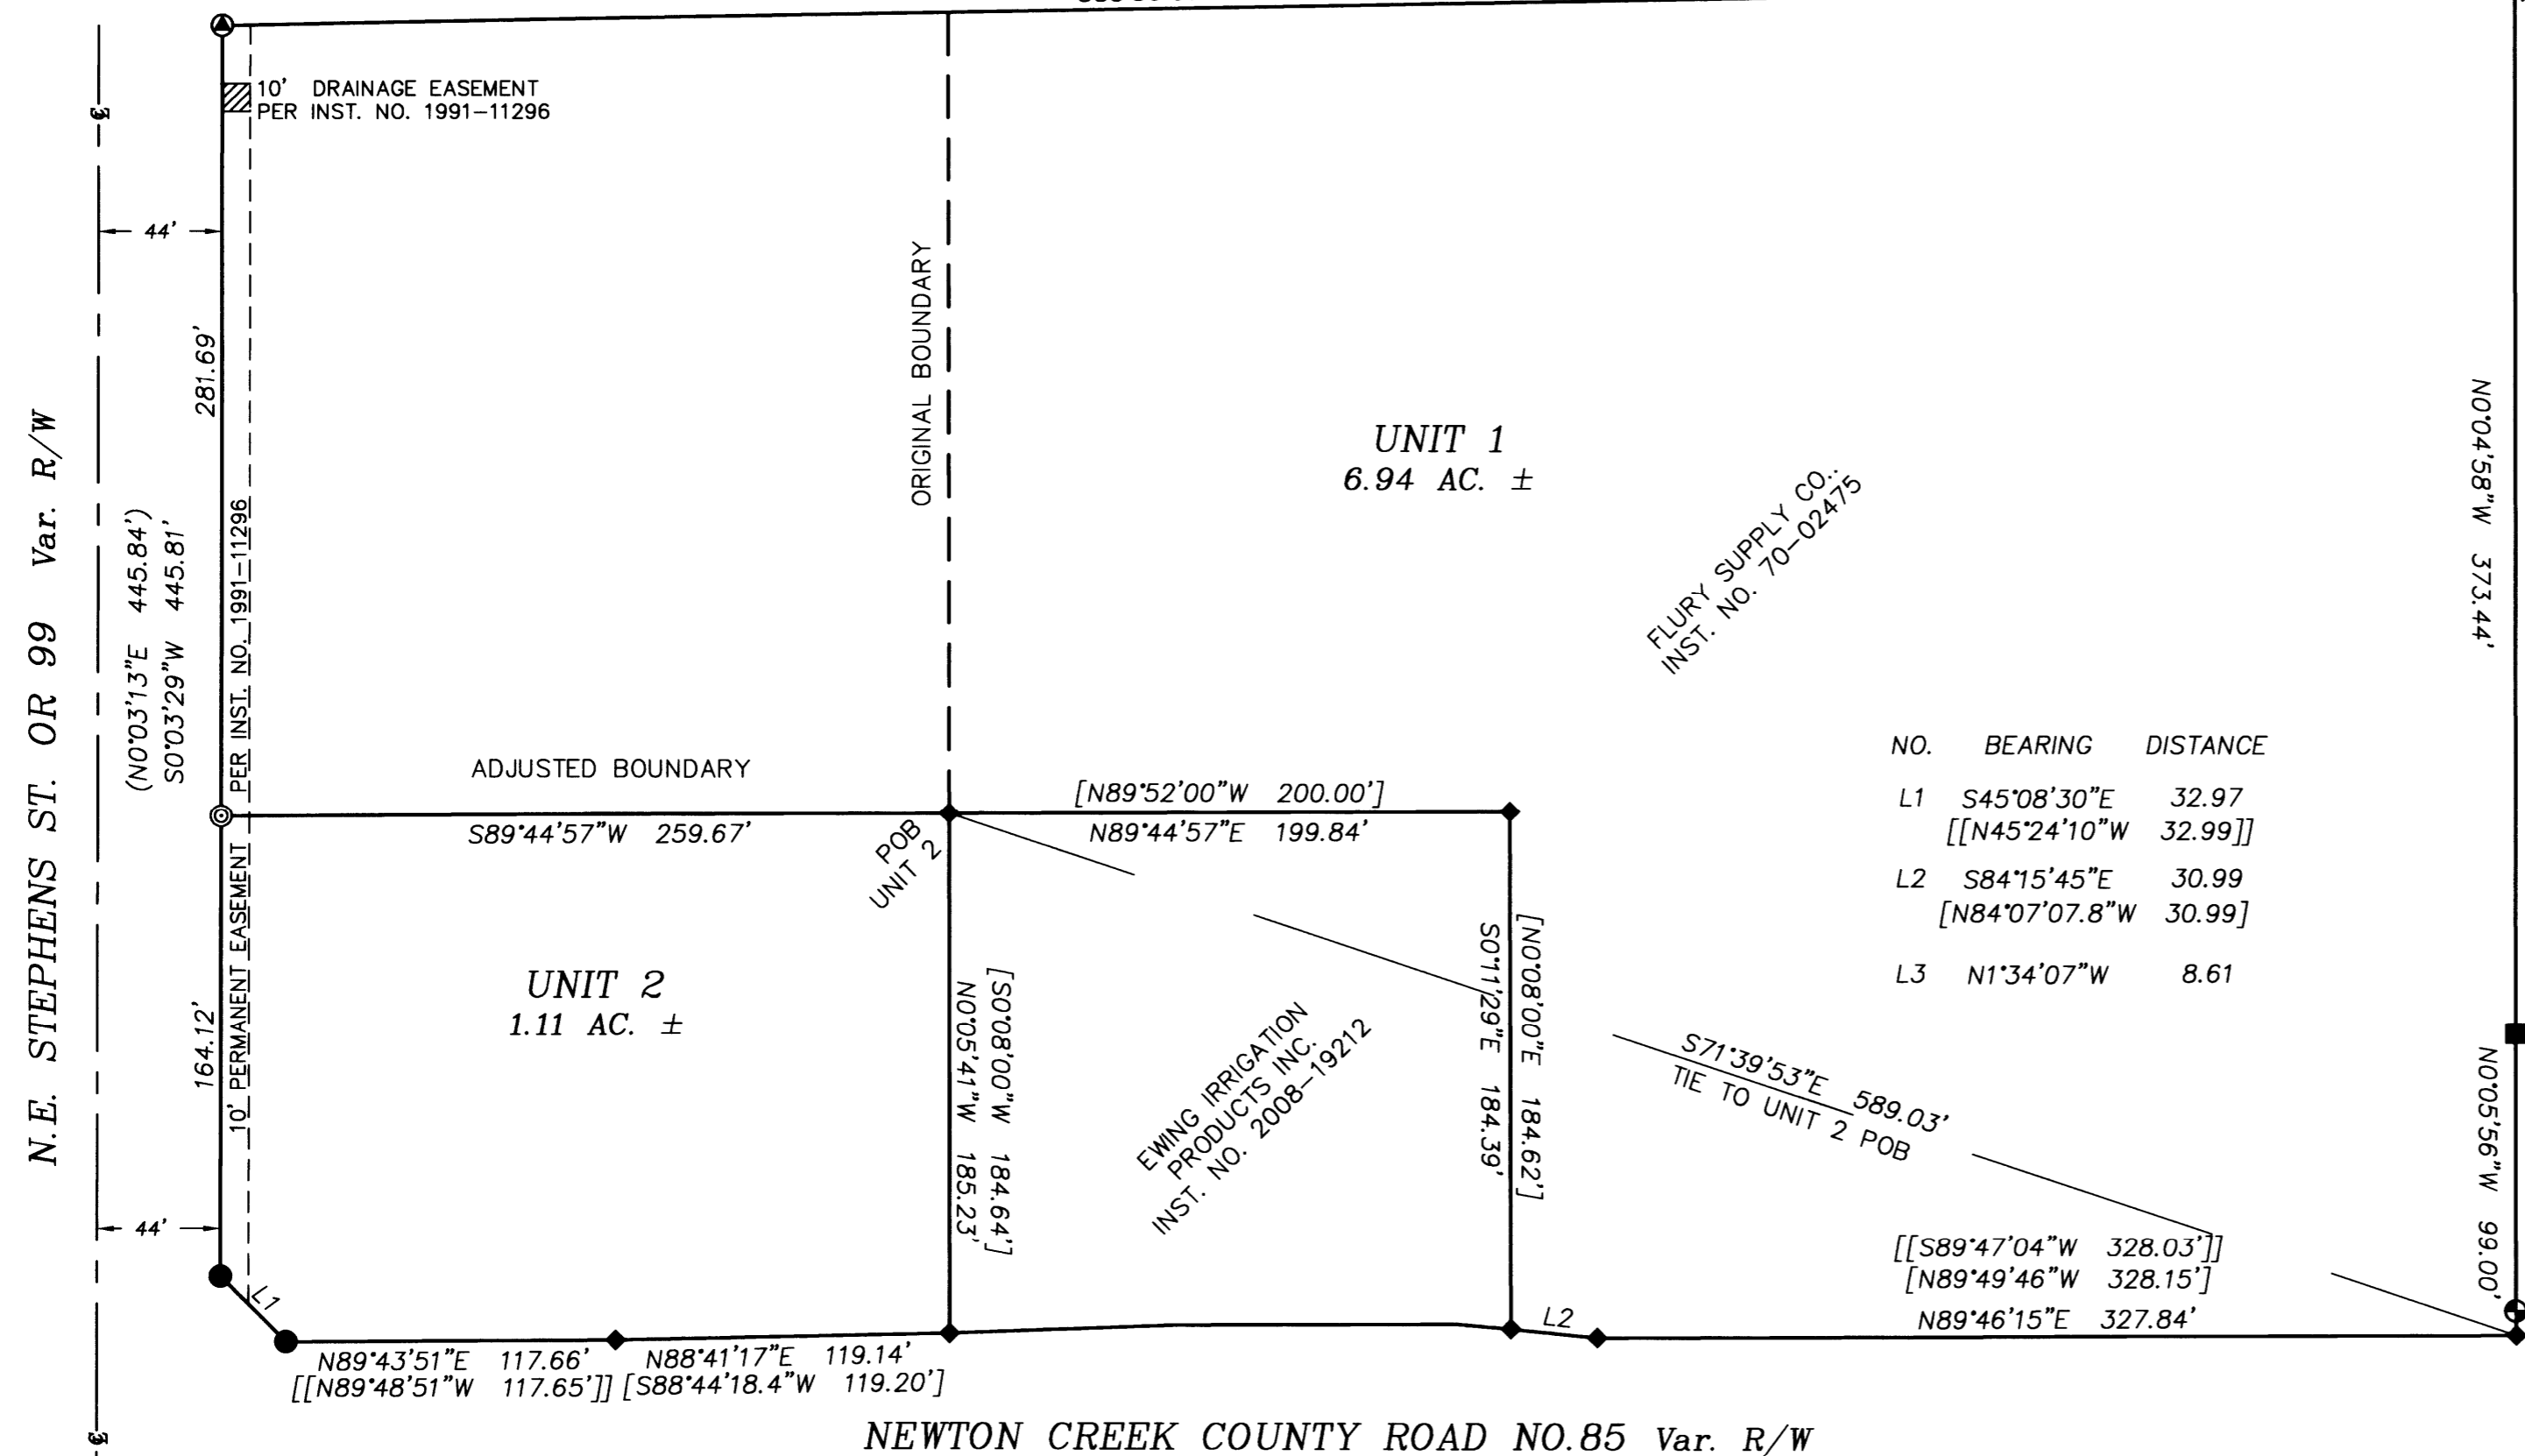 10' DRAINAGE EASEMENT
PER INST. NO. 1991-11296
44'
281.69'
ORIGINAL BOUNDARY
UNIT 1
6.94 AC. ±
FLURY SUPPLY CO.
INST. NO. 70-02475
N0°04'58"W 373.44'
N.E. STEPHENS ST. OR 99 Var. R/W
(N0°03'13"E 445.84')
S0°03'29"W 445.81'
10' PERMANENT EASEMENT PER INST. NO. 1991-11296
ADJUSTED BOUNDARY
S89°44'57"W 259.67'
POB
UNIT 2
[N89°52'00"W 200.00']
N89°44'57"E 199.84'
NO. BEARING DISTANCE
L1 S45°08'30"E 32.97
[[N45°24'10"W 32.99]]
L2 S84°15'45"E 30.99
[N84°07'07.8"W 30.99]
L3 N1°34'07"W 8.61
UNIT 2
1.11 AC. ±
164.12'
44'
L1
[S0°08'00"W 184.64']
N0°05'41"W 185.23'
EWING IRRIGATION
PRODUCTS INC.
INST. NO. 2008-19212
[N0°08'00"E 184.62']
S0°11'29"E 184.39'
S71°39'53"E 589.03'
TIE TO UNIT 2 POB
N0°05'56"W 99.00'
[[S89°47'04"W 328.03']]
[N89°49'46"W 328.15']
N89°46'15"E 327.84'
L2
N89°43'51"E 117.66'
[[N89°48'51"W 117.65']]
N88°41'17"E 119.14'
[S88°44'18.4"W 119.20']
NEWTON CREEK COUNTY ROAD NO.85 Var. R/W